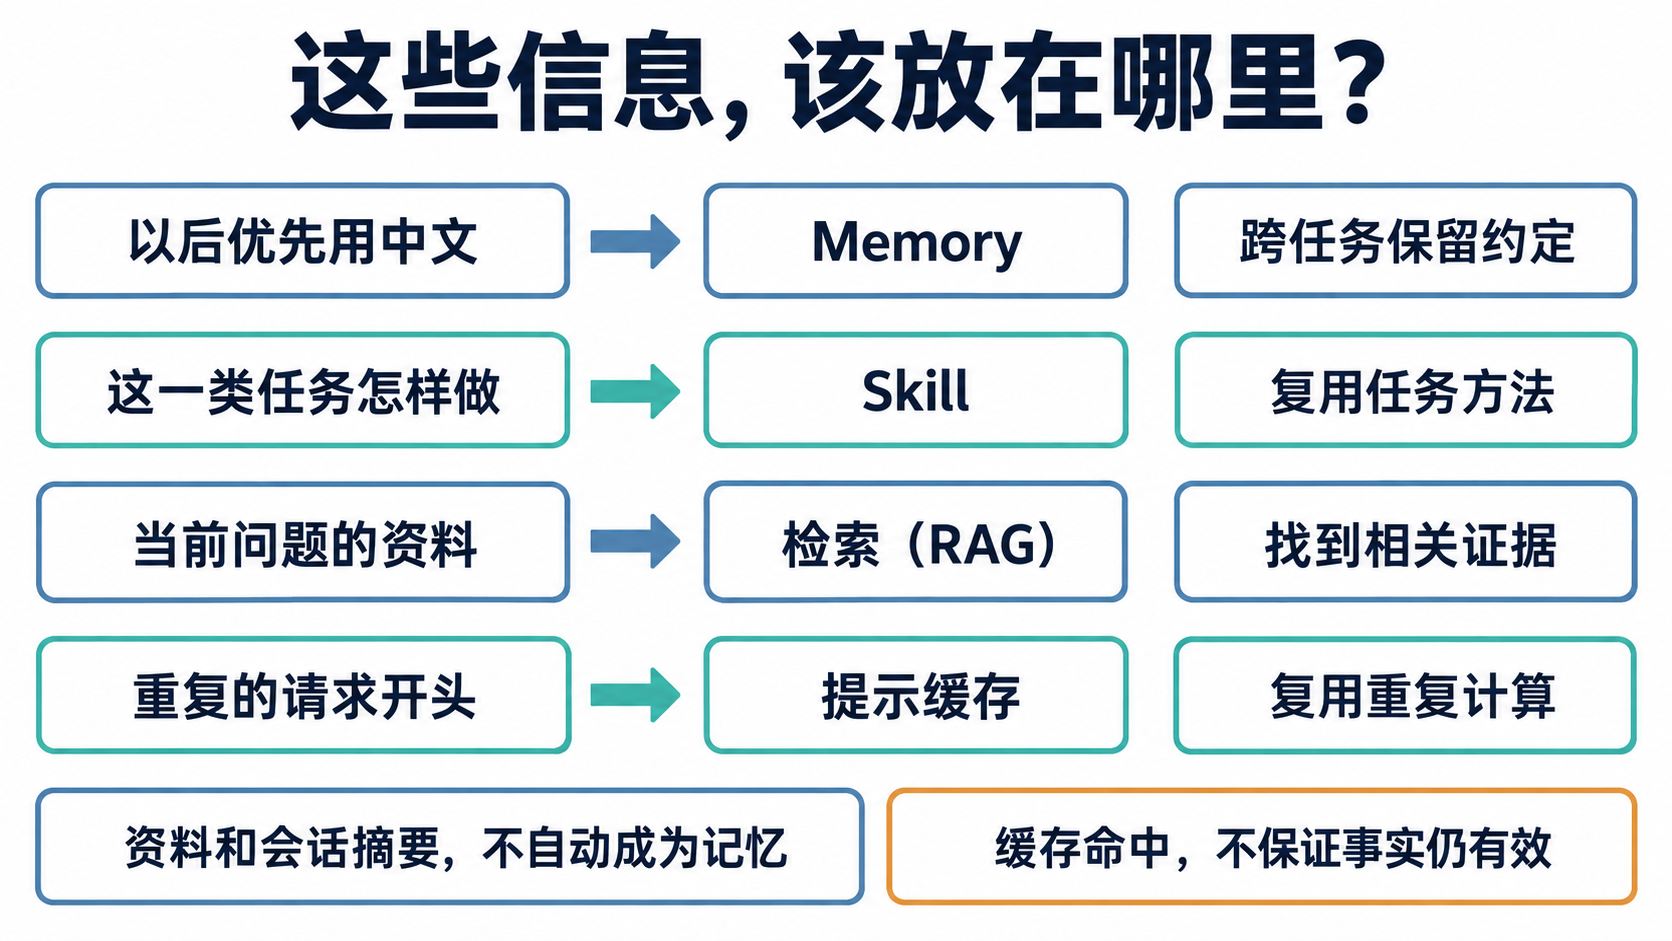 这些信息，该放在哪里？
以后优先用中文
Memory
跨任务保留约定
这一类任务怎样做
Skill
复用任务方法
当前问题的资料
检索（RAG）
找到相关证据
重复的请求开头
提示缓存
复用重复计算
资料和会话摘要，不自动成为记忆
缓存命中，不保证事实仍有效